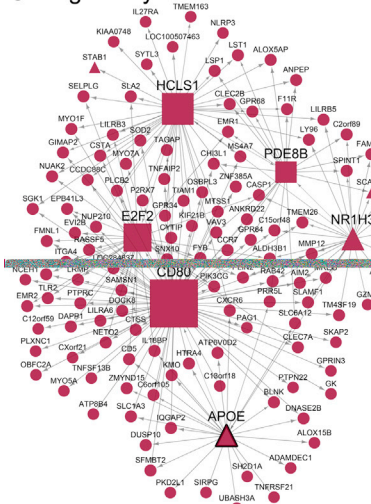 IL27RA
TMEM163
KIAA0748
LOC100507463
NLRP3
STAB1
SYTL3
LST1
ALOX5AP
LSP1
HCLS1
ANPEP
SELPLG
SLA2
CLEC2B
GPR68
F11R
LILRB5
MYO1F
LILRB3
SOD2
EMR1
LY96
C2orf89
GIMAP2
CSTA
TAGAP
MS4A7
CHI3L1
PDE8B
MYO7A
SPINT1
NUAK2
CCDC88C
TNFAIP2
ZNF385A
PLCB2
OSBPL3
CASP1
P2RX7
TIAM1
SGK1
EPB41L3
GPR34
MTSS1
ANKRD22
TMEM26
NR1H3
NUP210
E2F2
KIF21B
C15orf48
EVI2B
VAV3
GPR84
FMNL1
RASSF5
CYTIP
CCR7
MMP12
ITGA4
SNX10
FYB
ALDH3B1
NCEH1
CD80
PIK3CG
RAB42
AIM2
TLR2
SAMSN1
EMR2
PTPRC
DOCK8
PRR5L
SLAMF1
LILRA6
CXCR6
TM4SF19
C12orf59
DAPP1
CTSS
SLC6A12
NETO2
PAG1
PLXNC1
IL18BP
SKAP2
CXorf21
CD5
ATP6V0D2
CLEC7A
OBFC2A
HTRA4
TNFSF13B
KMO
GPRIN3
MYO5A
ZMYND15
C18orf18
PTPN22
C6orf105
GK
ATP8B4
BLNK
SLC1A3
APOE
DNASE2B
IQGAP2
DUSP10
ALOX15B
SFMBT2
ADAMDEC1
SH2D1A
PKD2L1
SIRPG
TNFRSF21
UBASH3A